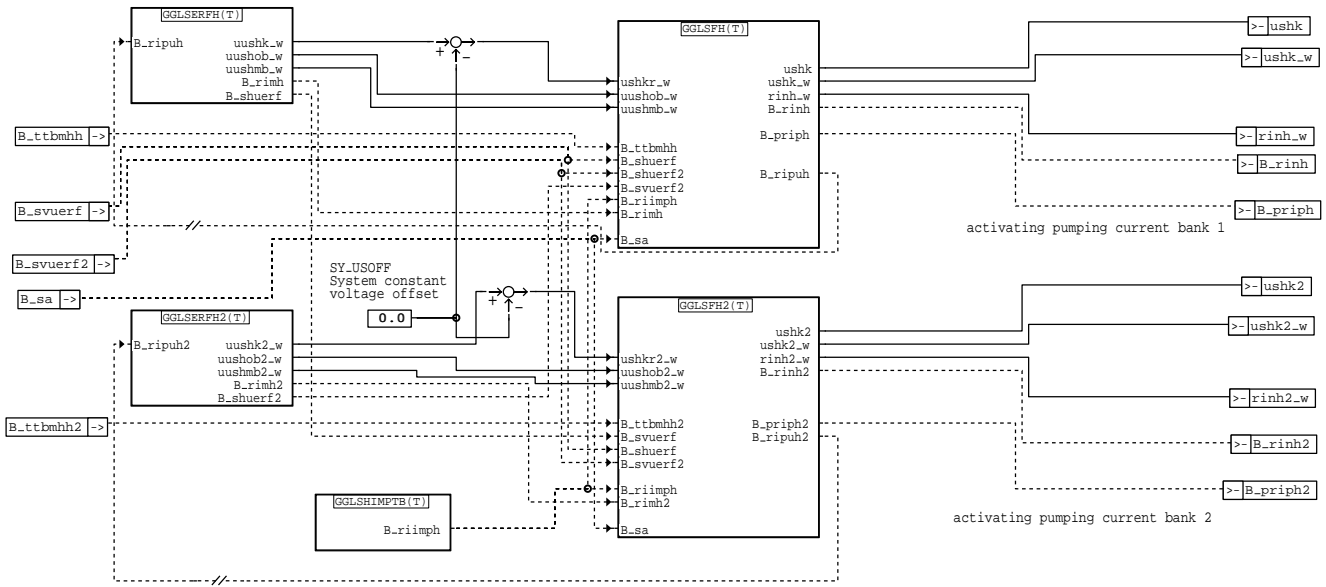 GGLSERFH(T)
B_ripuh
uushk_w
uushob_w
uushmb_w
B_rimh
B_shuerf
+
−
GGLSFH(T)
ushkr_w
uushob_w
uushmb_w
B_ttbmhh
B_shuerf
B_shuerf2
B_svuerf2
B_riimph
B_rimh
B_sa
ushk
ushk_w
rinh_w
B_rinh
B_priph
B_ripuh
>- ushk
>- ushk_w
>- rinh_w
>- B_rinh
>- B_priph
activating pumping current bank 1
B_ttbmhh ->
B_svuerf ->
B_svuerf2 ->
B_sa ->
SY_USOFF
System constant
voltage offset
0.0
+
−
GGLSERFH2(T)
B_ripuh2
uushk2_w
uushob2_w
uushmb2_w
B_rimh2
B_shuerf2
B_ttbmhh2 ->
GGLSFH2(T)
ushkr2_w
uushob2_w
uushmb2_w
B_ttbmhh2
B_svuerf
B_shuerf
B_svuerf2
B_riimph
B_rimh2
B_sa
ushk2
ushk2_w
rinh2_w
B_rinh2
B_priph2
B_ripuh2
>- ushk2
>- ushk2_w
>- rinh2_w
>- B_rinh2
>- B_priph2
activating pumping current bank 2
GGLSHIMPTB(T)
B_riimph